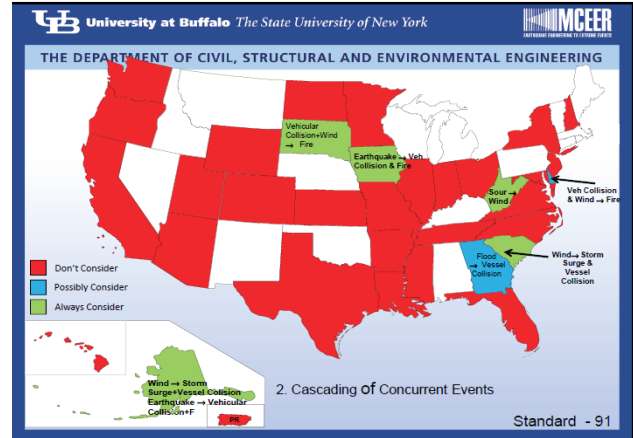 UB University at Buffalo The State University of New York
MCEER
EARTHQUAKE ENGINEERING TO EXTREME EVENTS
THE DEPARTMENT OF CIVIL, STRUCTURAL AND ENVIRONMENTAL ENGINEERING
Vehicular
Collision+Wind
→ Fire
Earthquake → Veh
Collision & Fire
Sour →
Wind
Veh Collision
& Wind → Fire
Flood
→ Vessel
Collision
Wind→ Storm
Surge &
Vessel
Collision
Don't Consider
Possibly Consider
Always Consider
Wind → Storm
Surge+Vessel Collision
Earthquake → Vehicular
Collision+F
PR
2. Cascading of Concurrent Events
Standard - 91